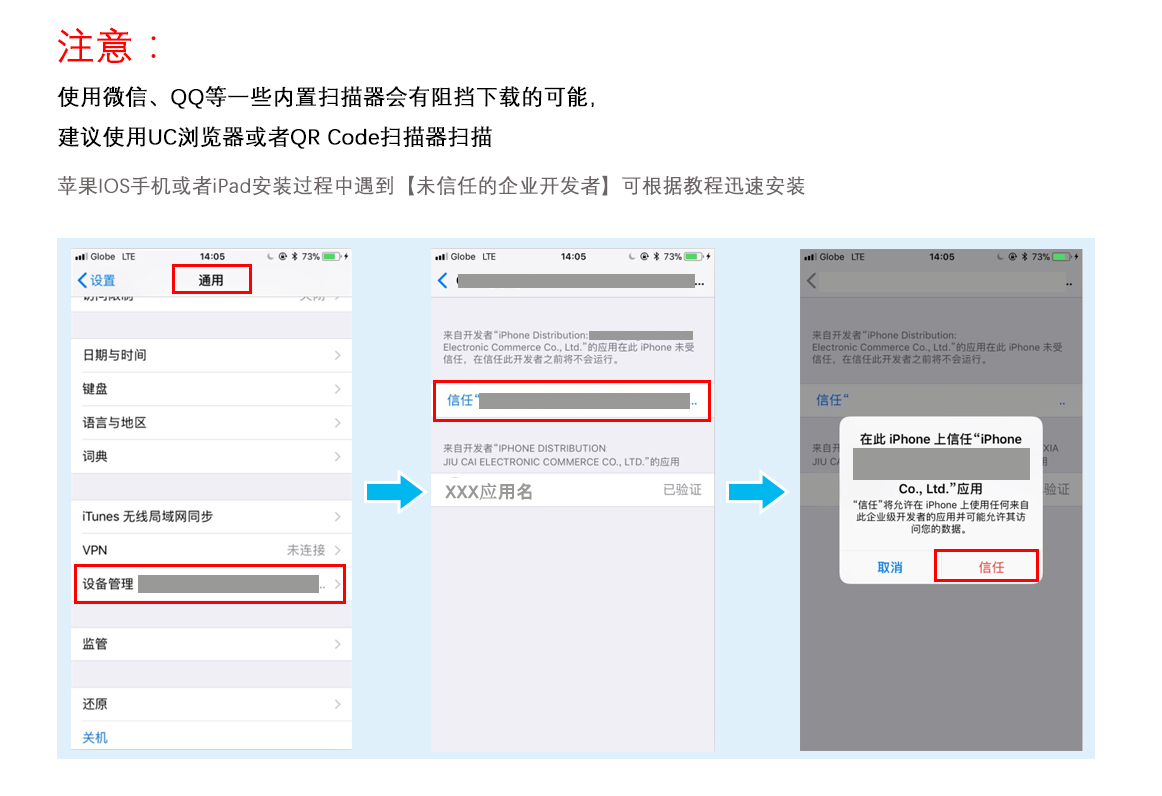 注意：
使用微信、QQ等一些内置扫描器会有阻挡下载的可能,
建议使用UC浏览器或者QR Code扫描器扫描
苹果IOS手机或者iPad安装过程中遇到【未信任的企业开发者】可根据教程迅速安装
Globe LTE 14:05 73%
设置 通用
访问限制 关闭
日期与时间
键盘
语言与地区
词典
iTunes 无线局域网同步
VPN 未连接
设备管理 ..
监管
还原
关机
Globe LTE 14:05 73%
...
来自开发者“iPhone Distribution:
Electronic Commerce Co., Ltd.”的应用在此 iPhone 未受
信任，在信任此开发者之前将不会运行。
信任“ ..
来自开发者“IPHONE DISTRIBUTION
JIU CAI ELECTRONIC COMMERCE CO., LTD.”的应用
XXX应用名 已验证
Globe LTE 14:05 73%
..
来自开发者“iPhone Distribution:
Electronic Commerce Co., Ltd.”的应用在此 iPhone 未受
信任，在信任此开发者之前将不会运行。
信任“ ..
来自开 XIA
JIU CA 用
验证
在此 iPhone 上信任“iPhone
Co., Ltd.”应用
“信任”将允许在 iPhone 上使用任何来自
此企业级开发者的应用并可能允许其访
问您的数据。
取消 信任